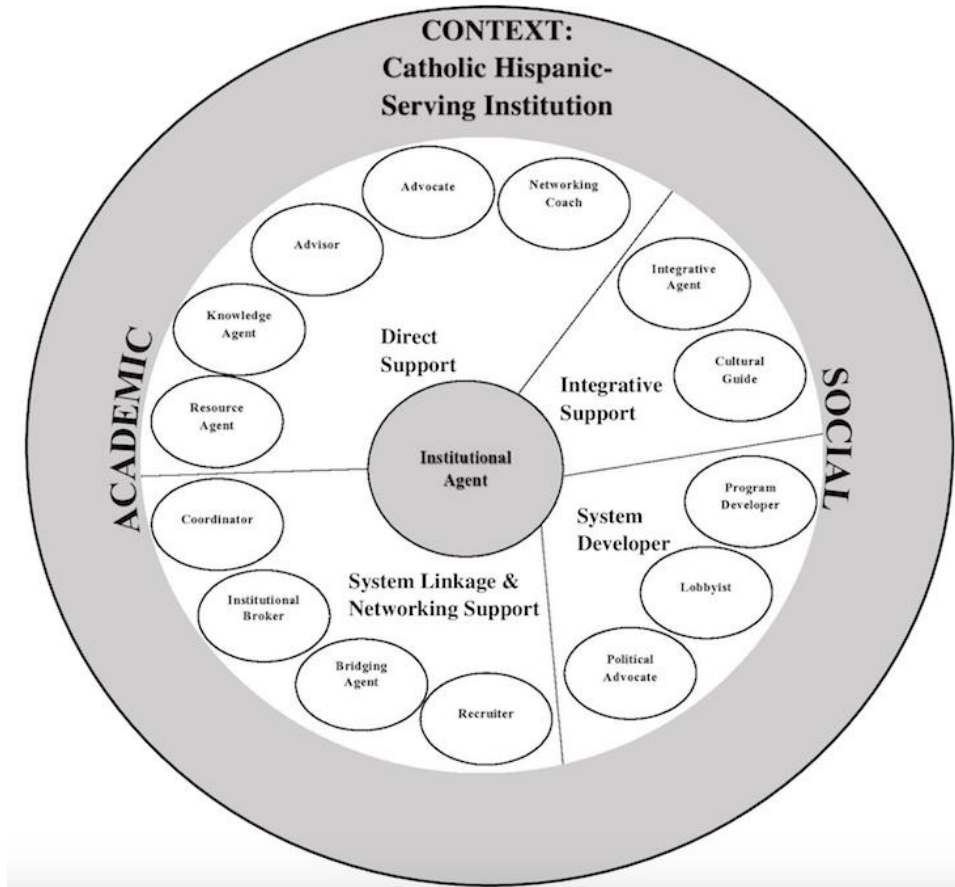 CONTEXT:
Catholic Hispanic-
Serving Institution
Advocate
Networking
Coach
Advisor
Integrative
Agent
Knowledge
Agent
Direct
Support
Cultural
Guide
Integrative
Support
Resource
Agent
ACADEMIC
SOCIAL
Institutional
Agent
Program
Developer
Coordinator
System
Developer
System Linkage &
Networking Support
Lobbyist
Institutional
Broker
Bridging
Agent
Political
Advocate
Recruiter